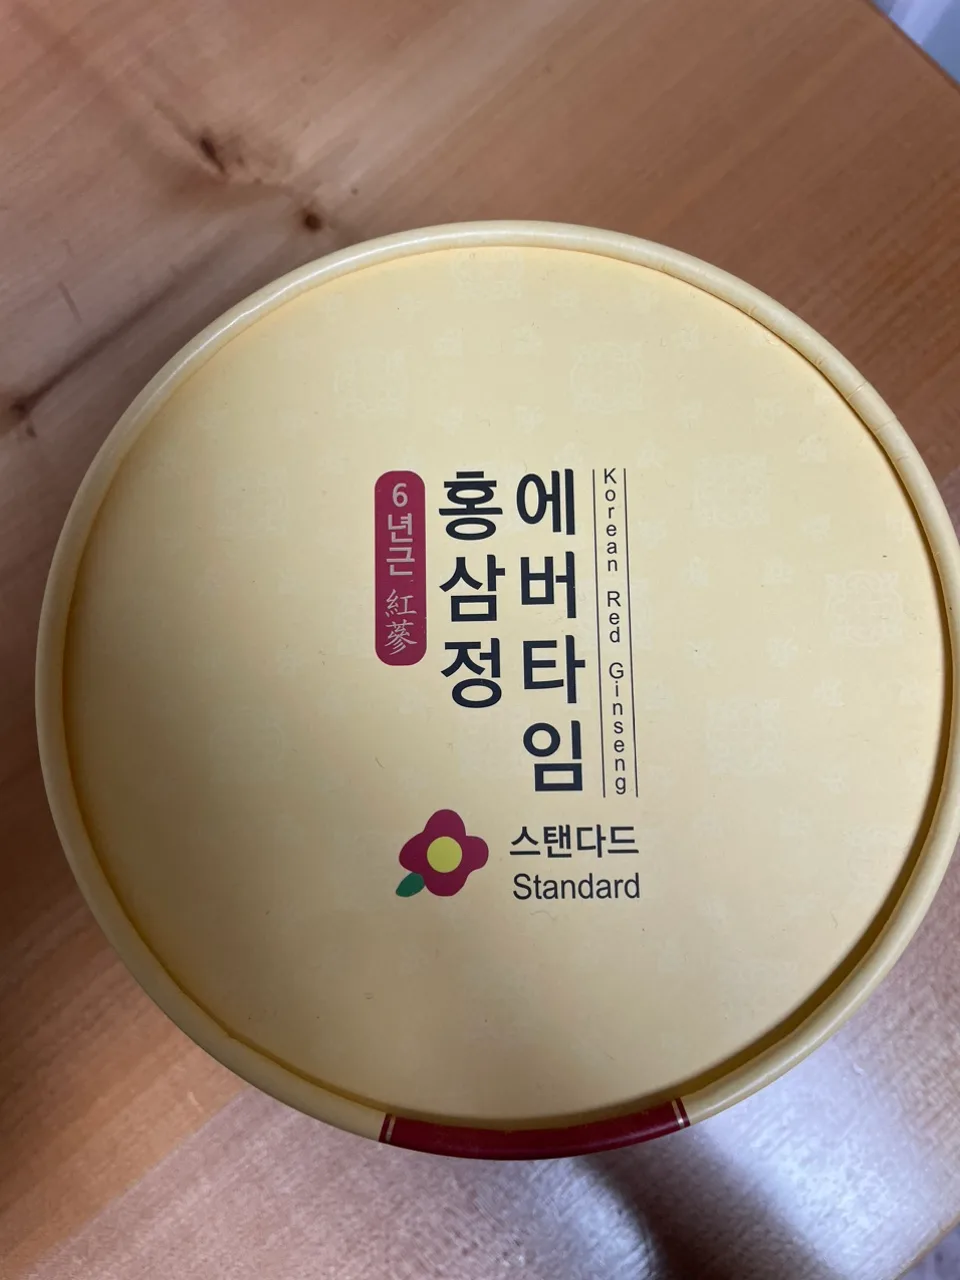 Korean Red Ginseng
에버타임
홍삼정
6년근 紅蔘
스탠다드
Standard